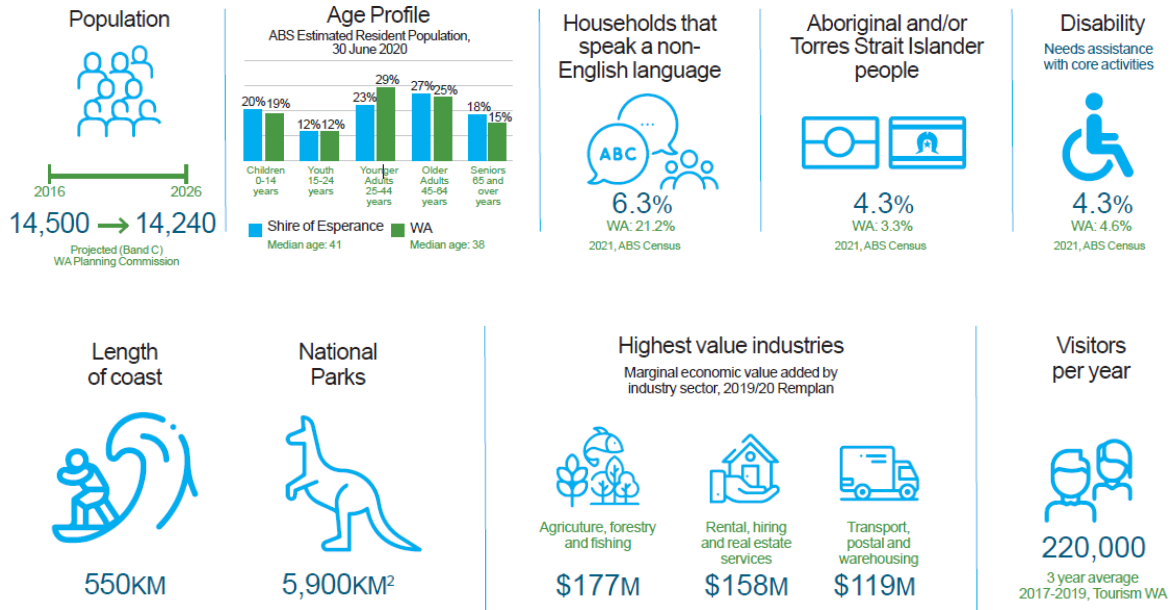 Population
2016
2026
14,500 → 14,240
Projected (Band C)
WA Planning Commission
Age Profile
ABS Estimated Resident Population,
30 June 2020
20%
19%
12%
12%
23%
29%
27%
25%
18%
15%
Children
0-14
years
Youth
15-24
years
Younger
Adults
25-44
years
Older
Adults
45-64
years
Seniors
65 and
over
years
Shire of Esperance
Median age: 41
WA
Median age: 38
Households that
speak a non-
English language
...
ABC
6.3%
WA: 21.2%
2021, ABS Census
Aboriginal and/or
Torres Strait Islander
people
4.3%
WA: 3.3%
2021, ABS Census
Disability
Needs assistance
with core activities
4.3%
WA: 4.6%
2021, ABS Census
Length
of coast
550KM
National
Parks
5,900KM²
Highest value industries
Marginal economic value added by
industry sector, 2019/20 Remplan
Agricuture, forestry
and fishing
$177M
Rental, hiring
and real estate
services
$158M
Transport,
postal and
warehousing
$119M
Visitors
per year
220,000
3 year average
2017-2019, Tourism WA